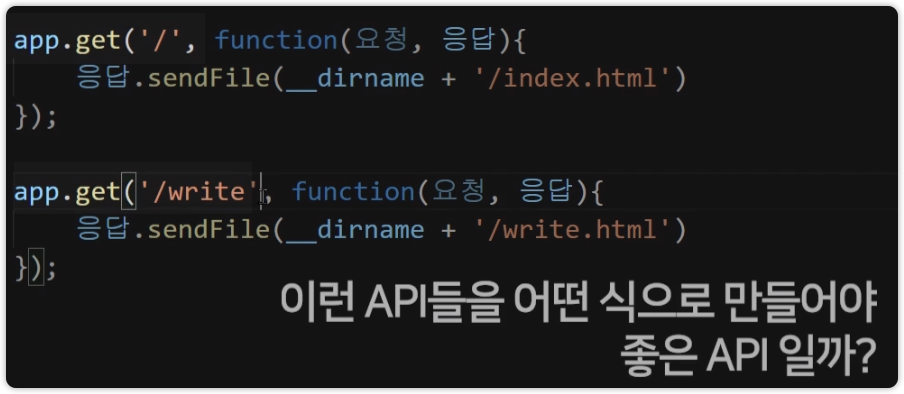 app.get('/', function(요청, 응답){
    응답.sendFile(__dirname + '/index.html')
});
app.get('/write', function(요청, 응답){
    응답.sendFile(__dirname + '/write.html')
});
이런 API들을 어떤 식으로 만들어야
좋은 API 일까?